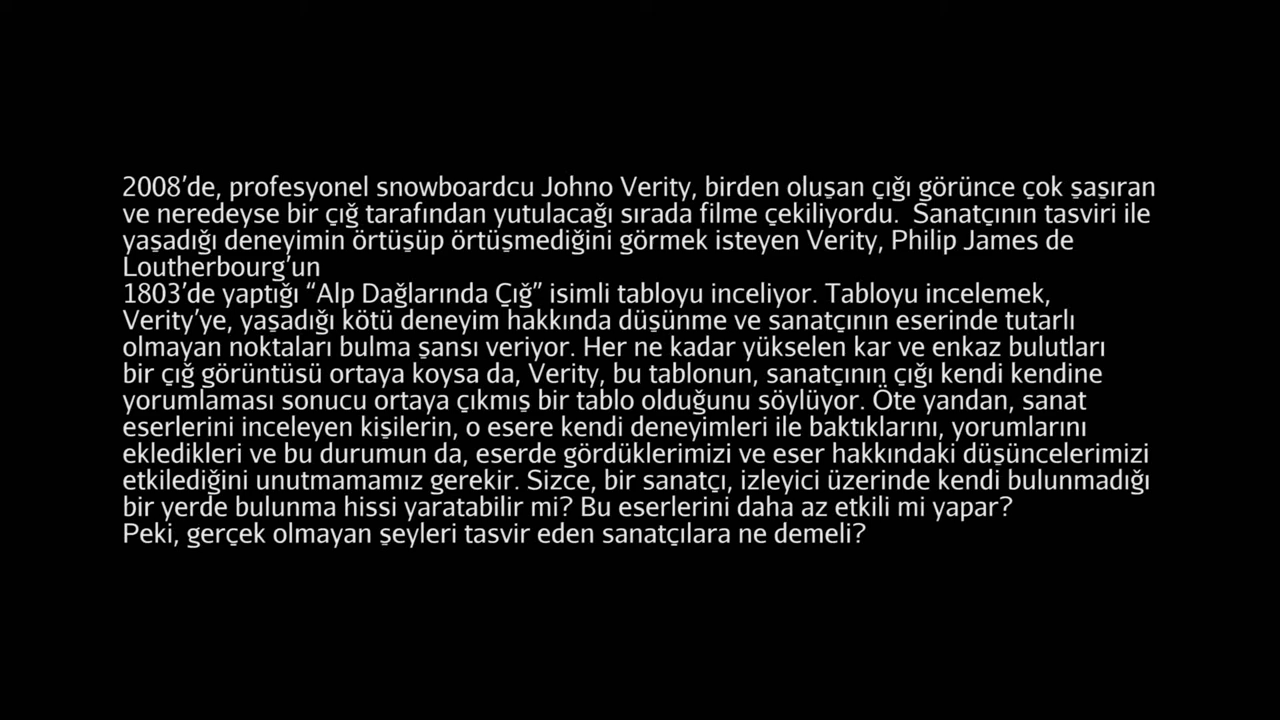 2008’de, profesyonel snowboardcu Johno Verity, birden oluşan çığı görünce çok şaşıran
ve neredeyse bir çığ tarafından yutulacağı sırada filme çekiliyordu.  Sanatçının tasviri ile
yaşadığı deneyimin örtüşüp örtüşmediğini görmek isteyen Verity, Philip James de
Loutherbourg’un
1803’de yaptığı “Alp Dağlarında Çığ” isimli tabloyu inceliyor. Tabloyu incelemek,
Verity’ye, yaşadığı kötü deneyim hakkında düşünme ve sanatçının eserinde tutarlı
olmayan noktaları bulma şansı veriyor. Her ne kadar yükselen kar ve enkaz bulutları
bir çığ görüntüsü ortaya koysa da, Verity, bu tablonun, sanatçının çığı kendi kendine
yorumlaması sonucu ortaya çıkmış bir tablo olduğunu söylüyor. Öte yandan, sanat
eserlerini inceleyen kişilerin, o esere kendi deneyimleri ile baktıklarını, yorumlarını
ekledikleri ve bu durumun da, eserde gördüklerimizi ve eser hakkındaki düşüncelerimizi
etkilediğini unutmamamız gerekir. Sizce, bir sanatçı, izleyici üzerinde kendi bulunmadığı
bir yerde bulunma hissi yaratabilir mi? Bu eserlerini daha az etkili mi yapar?
Peki, gerçek olmayan şeyleri tasvir eden sanatçılara ne demeli?